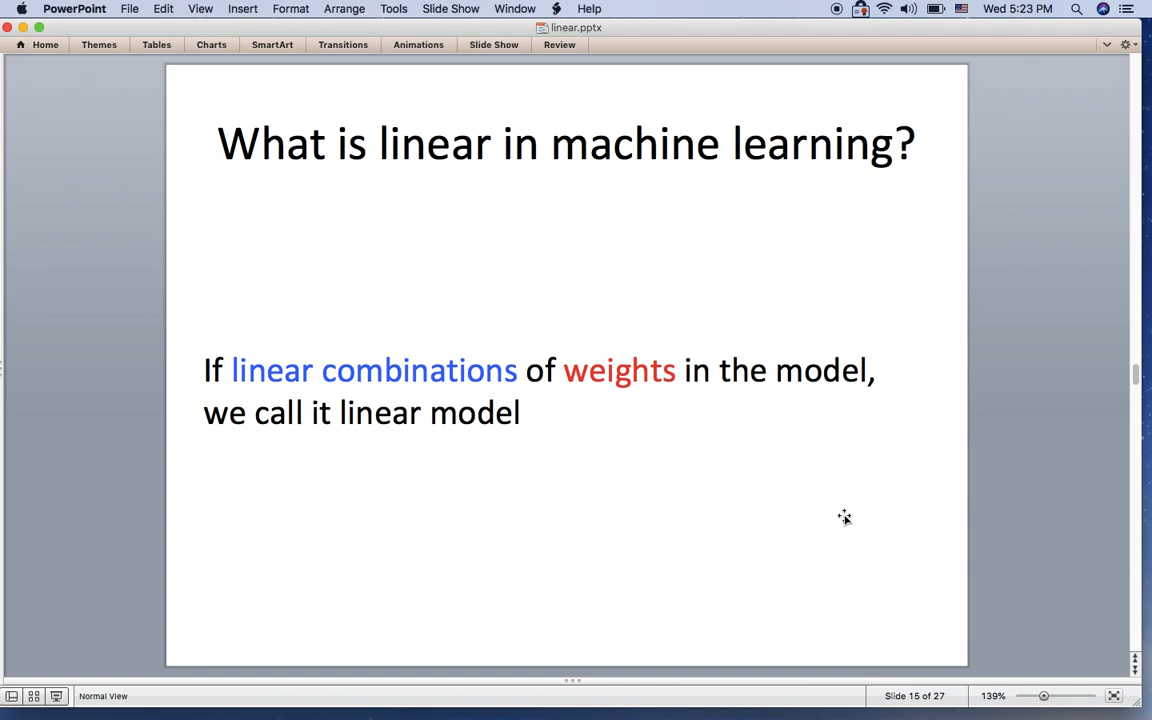 PowerPoint File Edit View Insert Format Arrange Tools Slide Show Window Help Wed 5:23 PM
linear.pptx
Home Themes Tables Charts SmartArt Transitions Animations Slide Show Review
What is linear in machine learning?
If linear combinations of weights in the model,
we call it linear model
Normal View Slide 15 of 27 139%